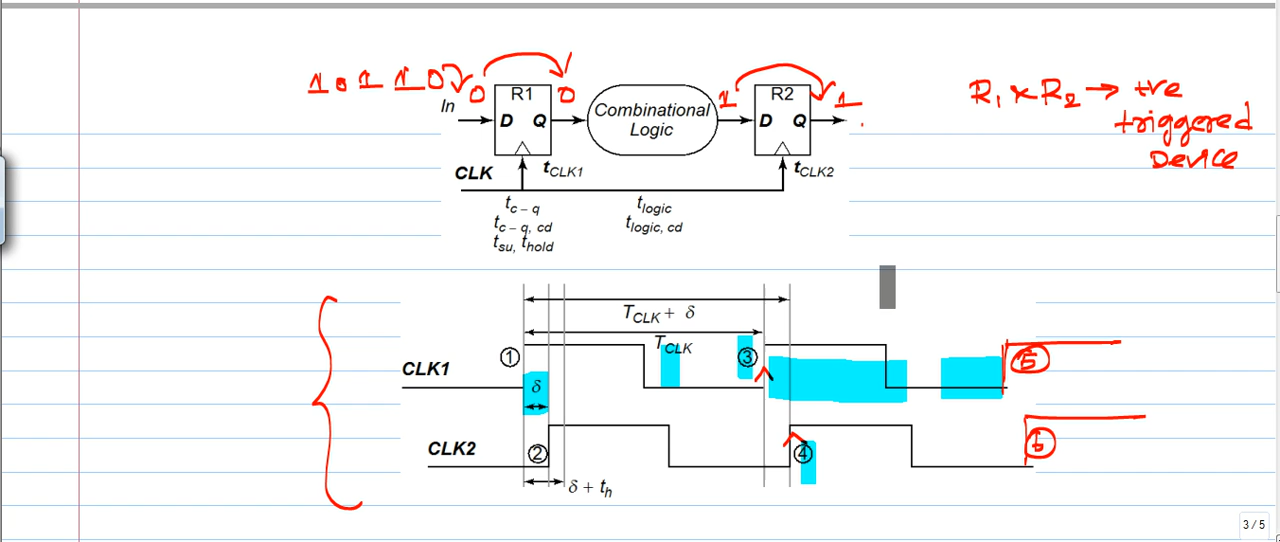 1 0 1 1 0 0 0 1 1
In
R1
D Q
Combinational
Logic
R2
D Q
R1 & R2 → +ve
triggered
Device
CLK
tCLK1
tCLK2
tc – q
tc – q, cd
tsu, thold
tlogic
tlogic, cd
TCLK + δ
TCLK
CLK1
1
3
5
δ
CLK2
2
4
6
δ + th
3 / 5